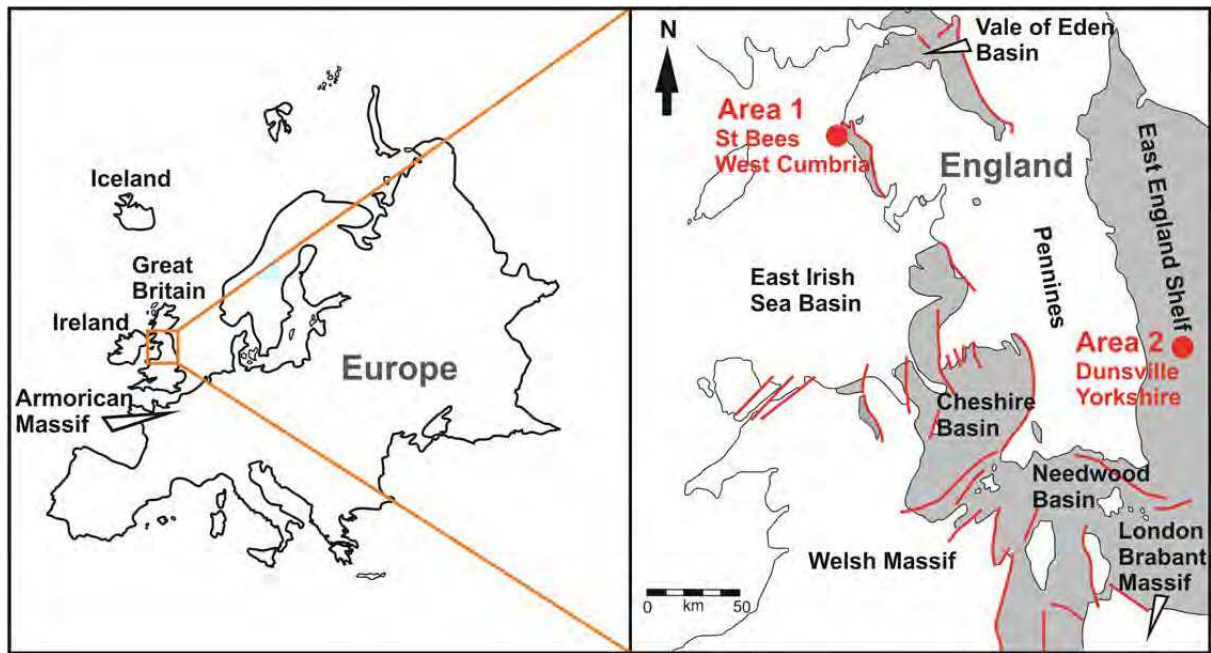 Iceland
Great
Britain
Ireland
Europe
Armorican
Massif
N
Vale of Eden
Basin
Area 1
St Bees
West Cumbria
England
East England Shelf
Pennines
East Irish
Sea Basin
Area 2
Dunsville
Yorkshire
Cheshire
Basin
Needwood
Basin
London
Brabant
Massif
Welsh Massif
0 km 50